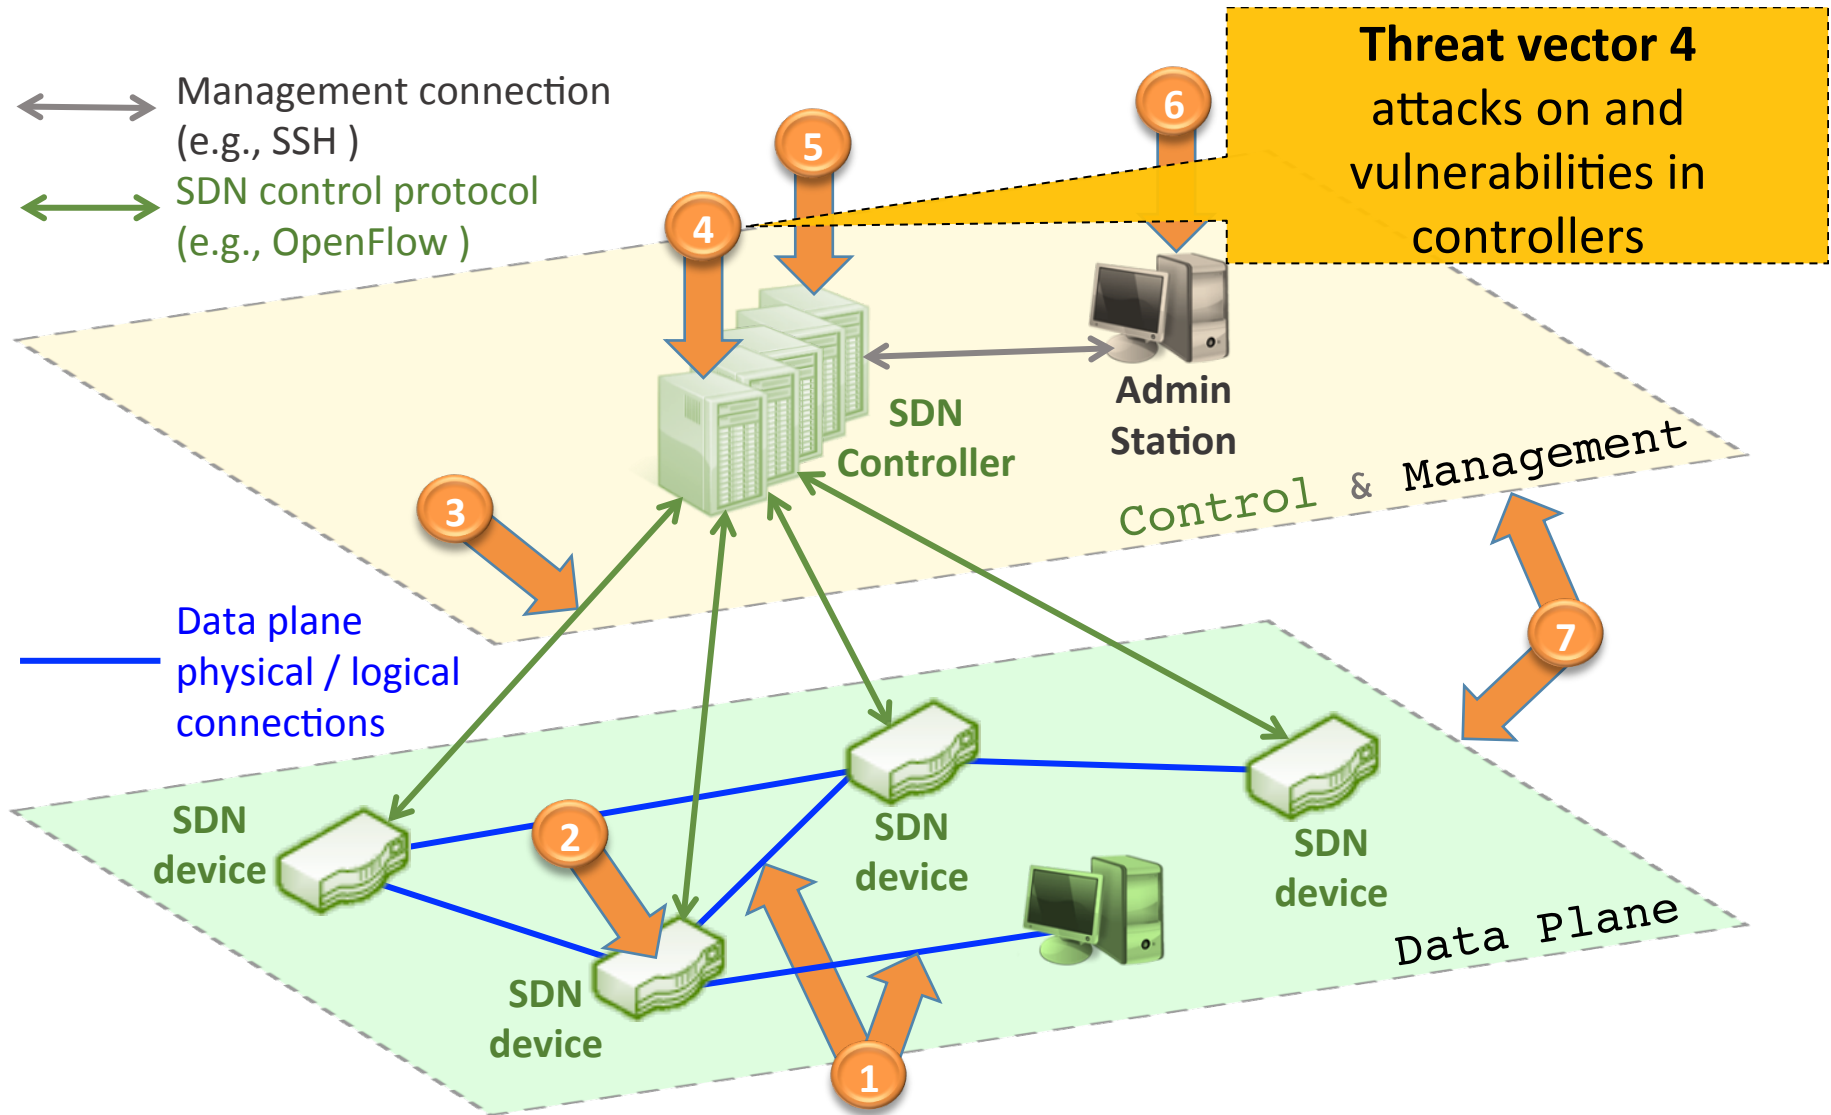 Threat vector 4
attacks on and
vulnerabilities in
controllers
Management connection
(e.g., SSH )
SDN control protocol
(e.g., OpenFlow )
6
5
4
Admin
Station
SDN
Controller
Control & Management
3
7
Data plane
physical / logical
connections
SDN
device
2
SDN
device
SDN
device
SDN
device
Data Plane
1